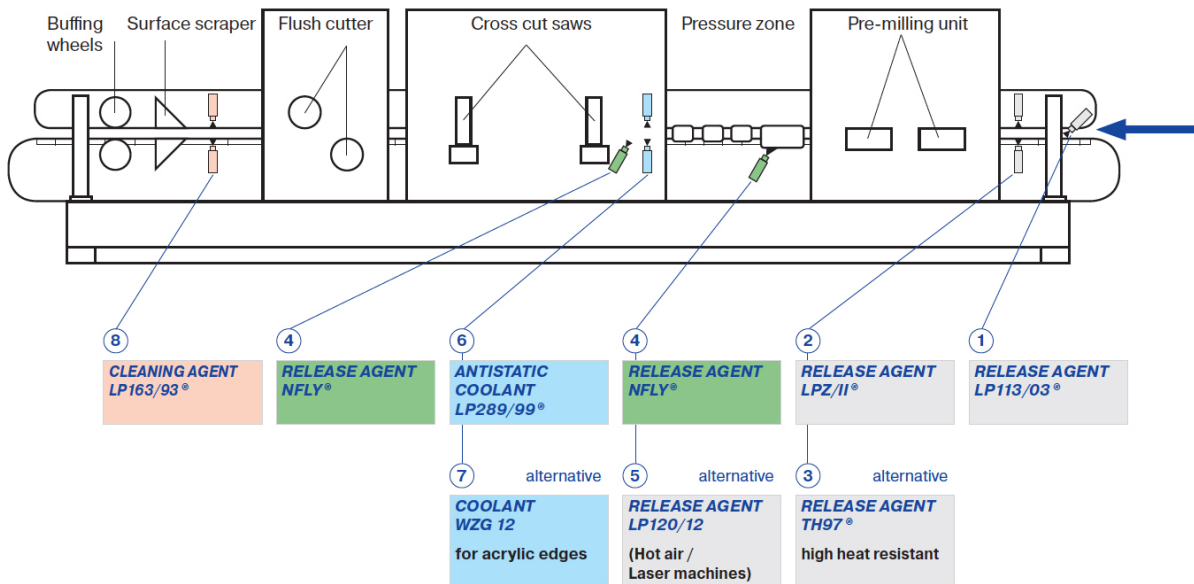 Buffing
wheels
Surface scraper
Flush cutter
Cross cut saws
Pressure zone
Pre-milling unit
8
4
6
4
2
1
CLEANING AGENT
LP163/93®
RELEASE AGENT
NFLY®
ANTISTATIC
COOLANT
LP289/99®
RELEASE AGENT
NFLY®
RELEASE AGENT
LPZ/II®
RELEASE AGENT
LP113/03®
7 alternative
5 alternative
3 alternative
COOLANT
WZG 12
for acrylic edges
RELEASE AGENT
LP120/12
(Hot air /
Laser machines)
RELEASE AGENT
TH97®
high heat resistant